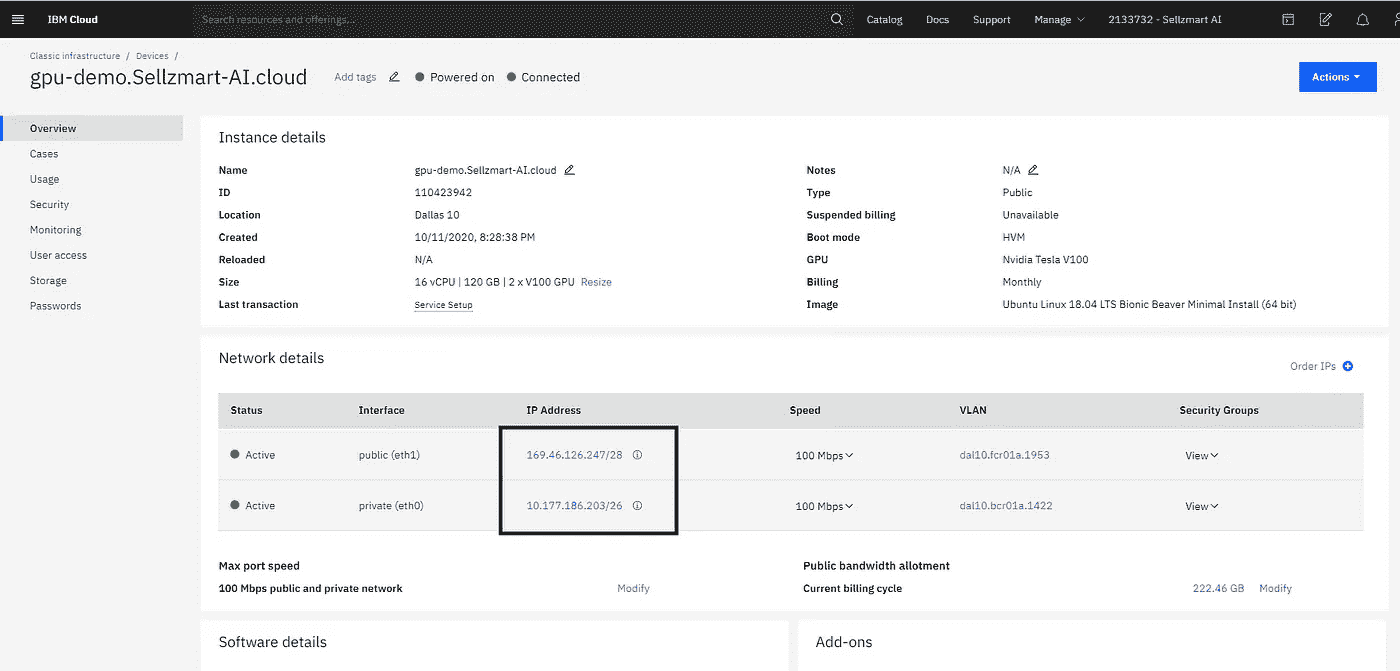 IBM Cloud Search resources and offerings... Catalog Docs Support Manage 2133732 - Sellzmart AI
Classic infrastructure / Devices /
gpu-demo.Sellzmart-AI.cloud Add tags Powered on Connected Actions
Overview
Cases
Usage
Security
Monitoring
User access
Storage
Passwords
Instance details
Name gpu-demo.Sellzmart-AI.cloud Notes N/A
ID 110423942 Type Public
Location Dallas 10 Suspended billing Unavailable
Created 10/11/2020, 8:28:38 PM Boot mode HVM
Reloaded N/A GPU Nvidia Tesla V100
Size 16 vCPU | 120 GB | 2 x V100 GPU Resize Billing Monthly
Last transaction Service Setup Image Ubuntu Linux 18.04 LTS Bionic Beaver Minimal Install (64 bit)
Network details
Order IPs
Status Interface IP Address Speed VLAN Security Groups
Active public (eth1) 169.46.126.247/28 100 Mbps dal10.fcr01a.1953 View
Active private (eth0) 10.177.186.203/26 100 Mbps dal10.bcr01a.1422 View
Max port speed Public bandwidth allotment
100 Mbps public and private network Modify Current billing cycle 222.46 GB Modify
Software details Add-ons